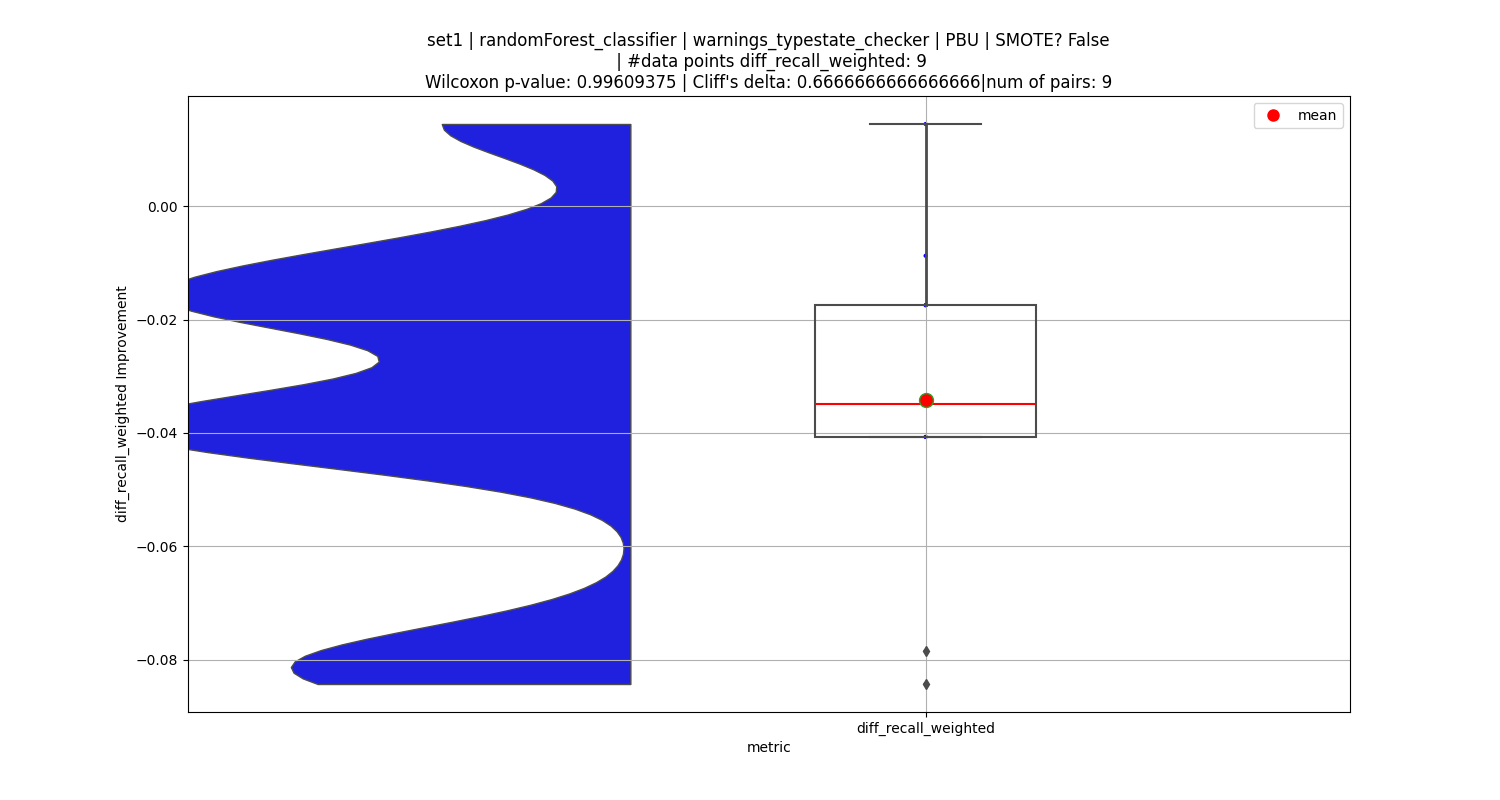 set1 | randomForest_classifier | warnings_typestate_checker | PBU | SMOTE? False
| #data points diff_recall_weighted: 9
Wilcoxon p-value: 0.99609375 | Cliff's delta: 0.6666666666666666|num of pairs: 9
mean
0.00
−0.02
−0.04
−0.06
−0.08
diff_recall_weighted Improvement
diff_recall_weighted
metric